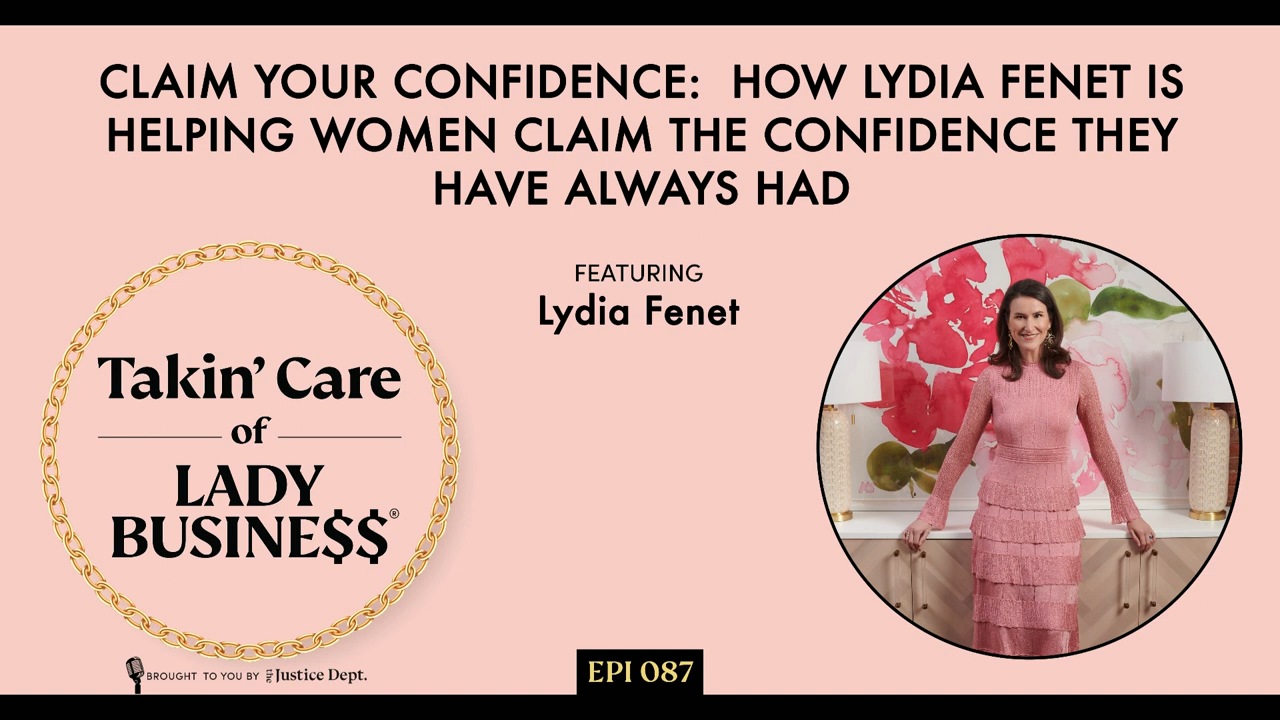 CLAIM YOUR CONFIDENCE: HOW LYDIA FENET IS
HELPING WOMEN CLAIM THE CONFIDENCE THEY
HAVE ALWAYS HAD
FEATURING
Lydia Fenet
Takin' Care
of
LADY
BUSINE$$®
BROUGHT TO YOU BY the Justice Dept.
EPI 087